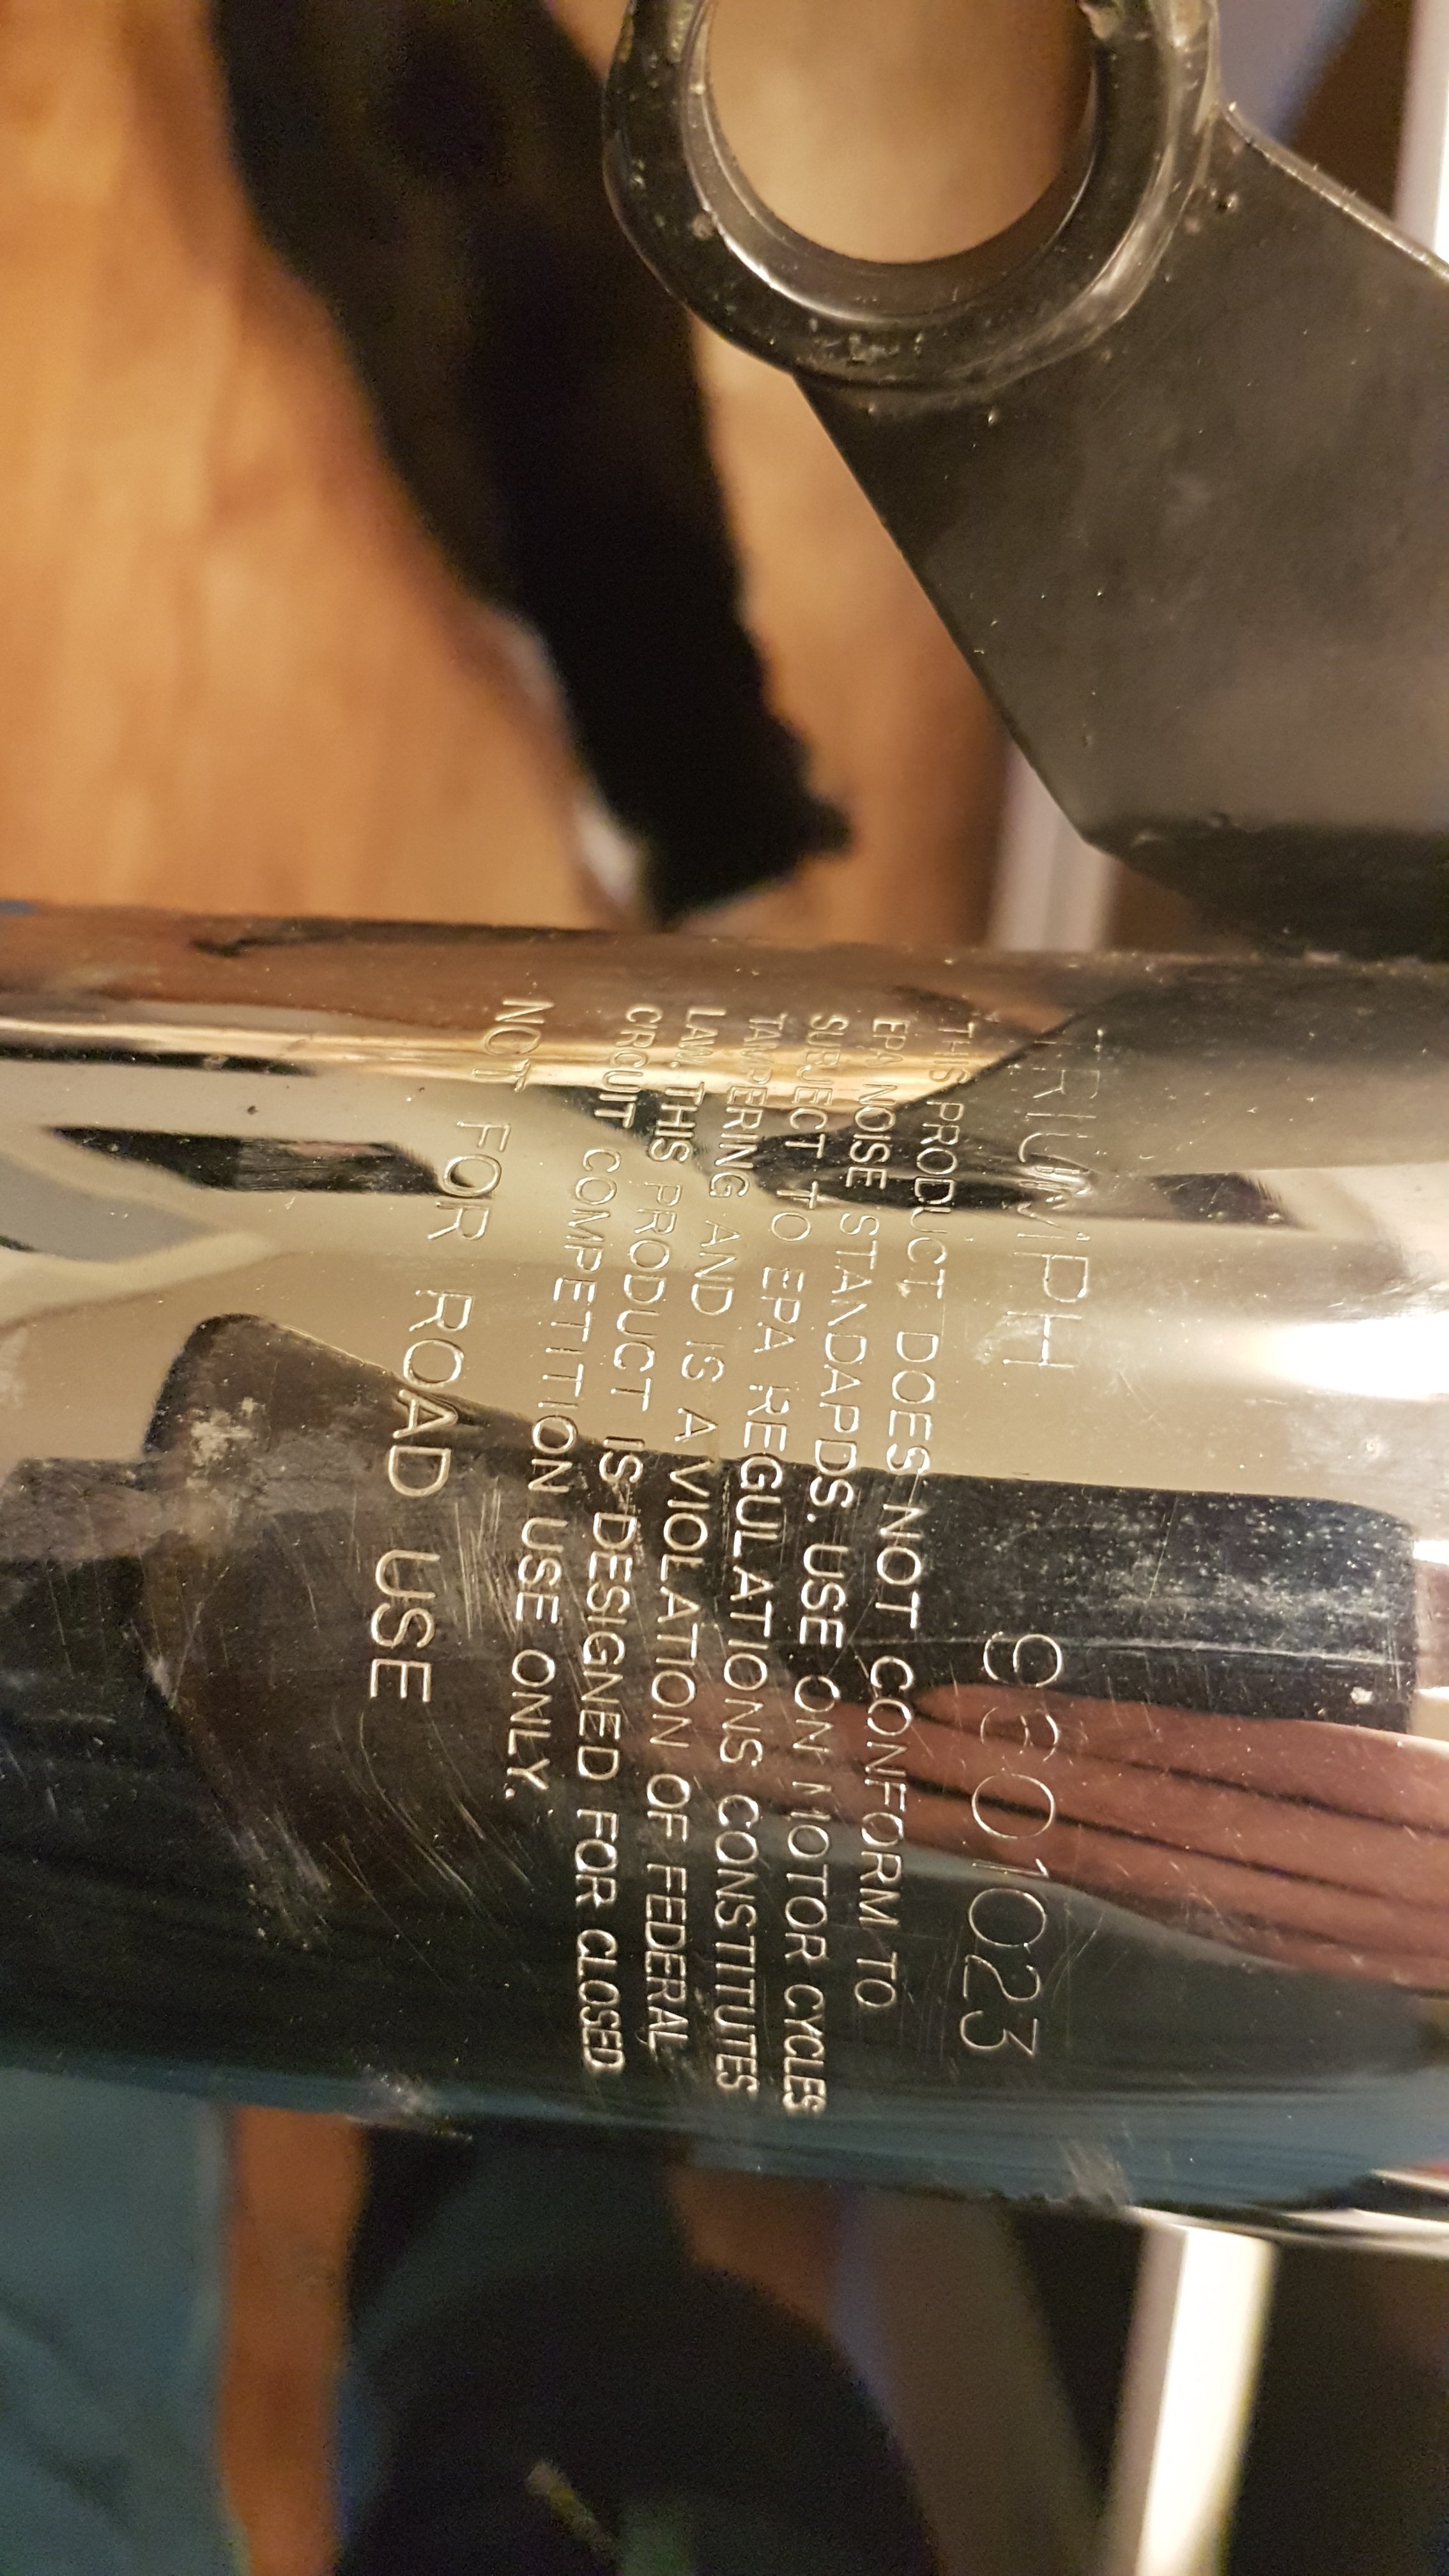 TRIUMPH 9601023
THIS PRODUCT DOES NOT CONFORM TO
EPA NOISE STANDAPDS. USE ON MOTOR CYCLES
SUBJECT TO EPA REGULATIONS CONSTITUTES
TAMPERING AND IS A VIOLATION OF FEDERAL
LAW. THIS PRODUCT IS DESIGNED FOR CLOSED
CIRCUIT COMPETITION USE ONLY.
NOT FOR ROAD USE